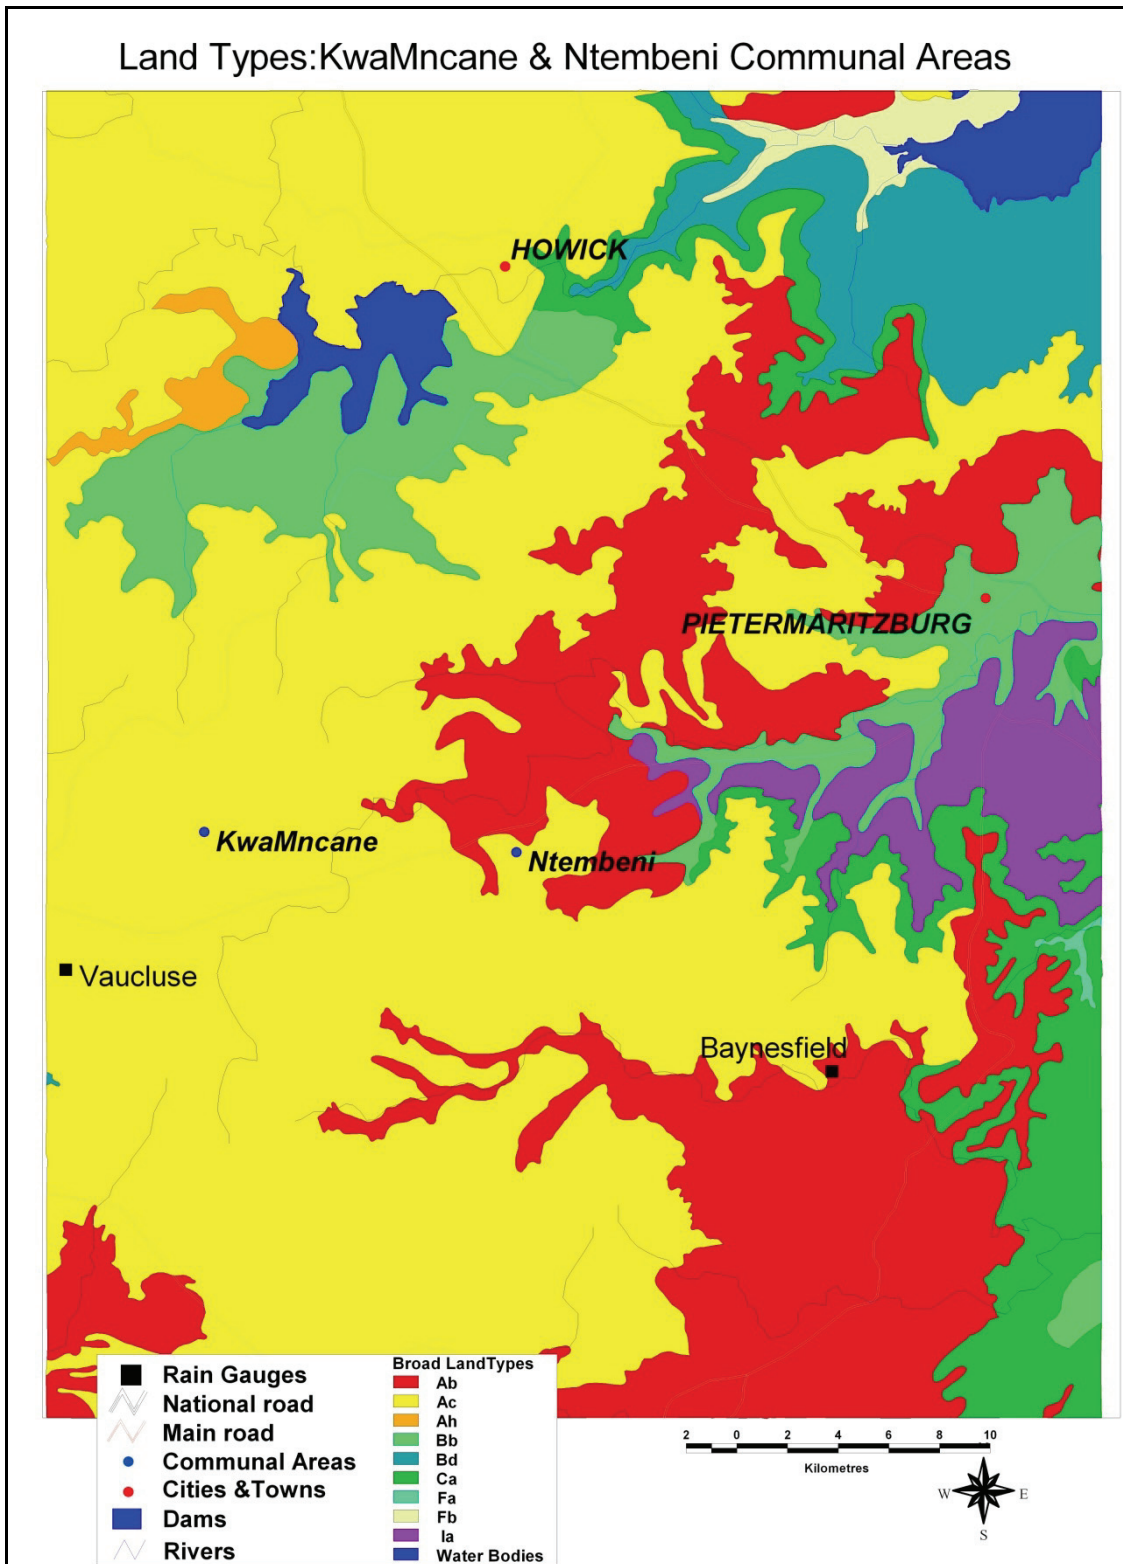 Land Types:KwaMncane & Ntembeni Communal Areas
HOWICK
PIETERMARITZBURG
KwaMncane
Ntembeni
Vaucluse
Baynesfield
Rain Gauges
National road
Main road
Communal Areas
Cities &Towns
Dams
Rivers
Broad LandTypes
Ab
Ac
Ah
Bb
Bd
Ca
Fa
Fb
Ia
Water Bodies
2 0 2 4 6 8 10
Kilometres
W E
S